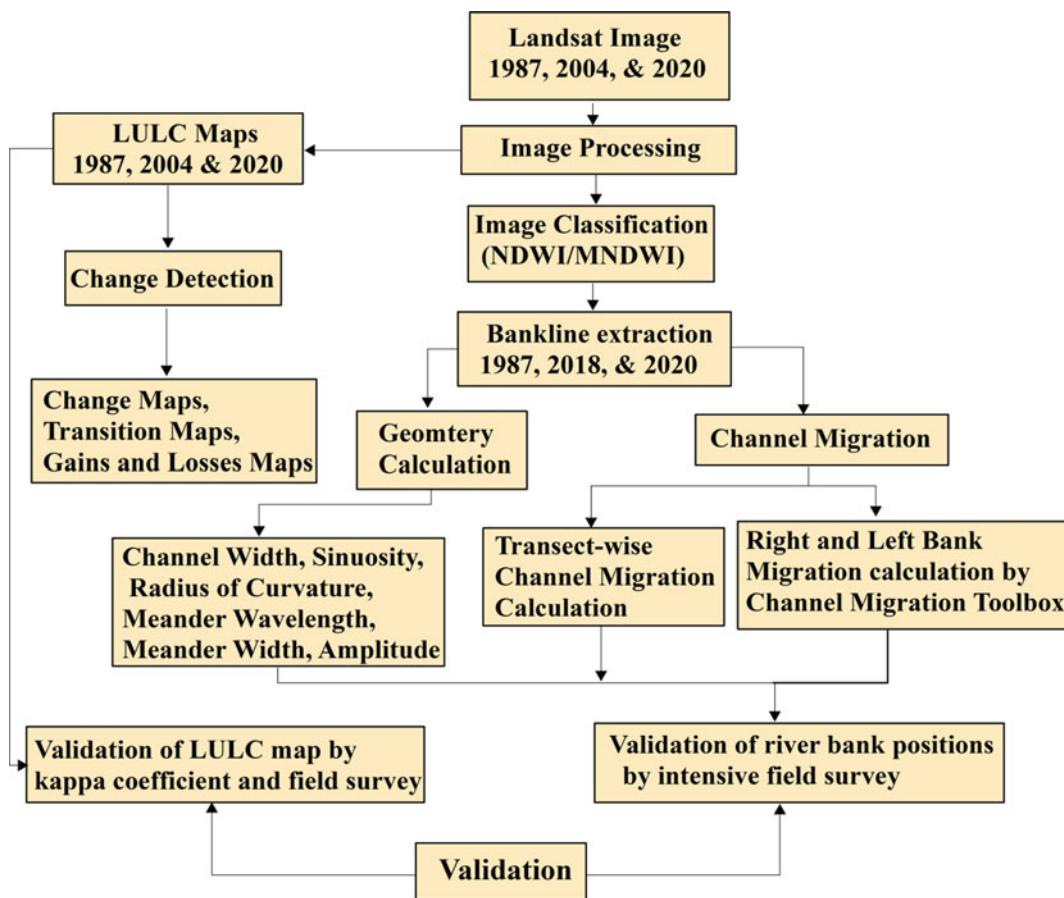 Landsat Image
1987, 2004, & 2020
LULC Maps
1987, 2004 & 2020
Image Processing
Image Classification
(NDWI/MNDWI)
Change Detection
Bankline extraction
1987, 2018, & 2020
Change Maps,
Transition Maps,
Gains and Losses Maps
Geomtery
Calculation
Channel Migration
Channel Width, Sinuosity,
Radius of Curvature,
Meander Wavelength,
Meander Width, Amplitude
Transect-wise
Channel Migration
Calculation
Right and Left Bank
Migration calculation by
Channel Migration Toolbox
Validation of LULC map by
kappa coefficient and field survey
Validation of river bank positions
by intensive field survey
Validation